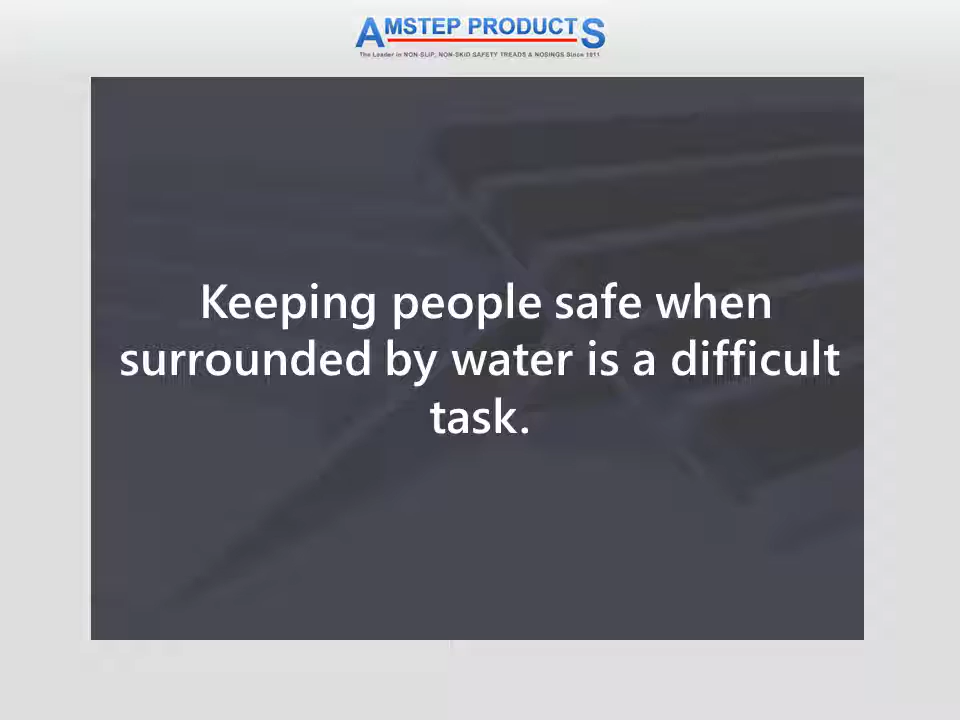 AMSTEP PRODUCTS
The Leader in NON-SLIP, NON-SKID SAFETY TREADS & NOSINGS Since 1911
Keeping people safe when
surrounded by water is a difficult
task.